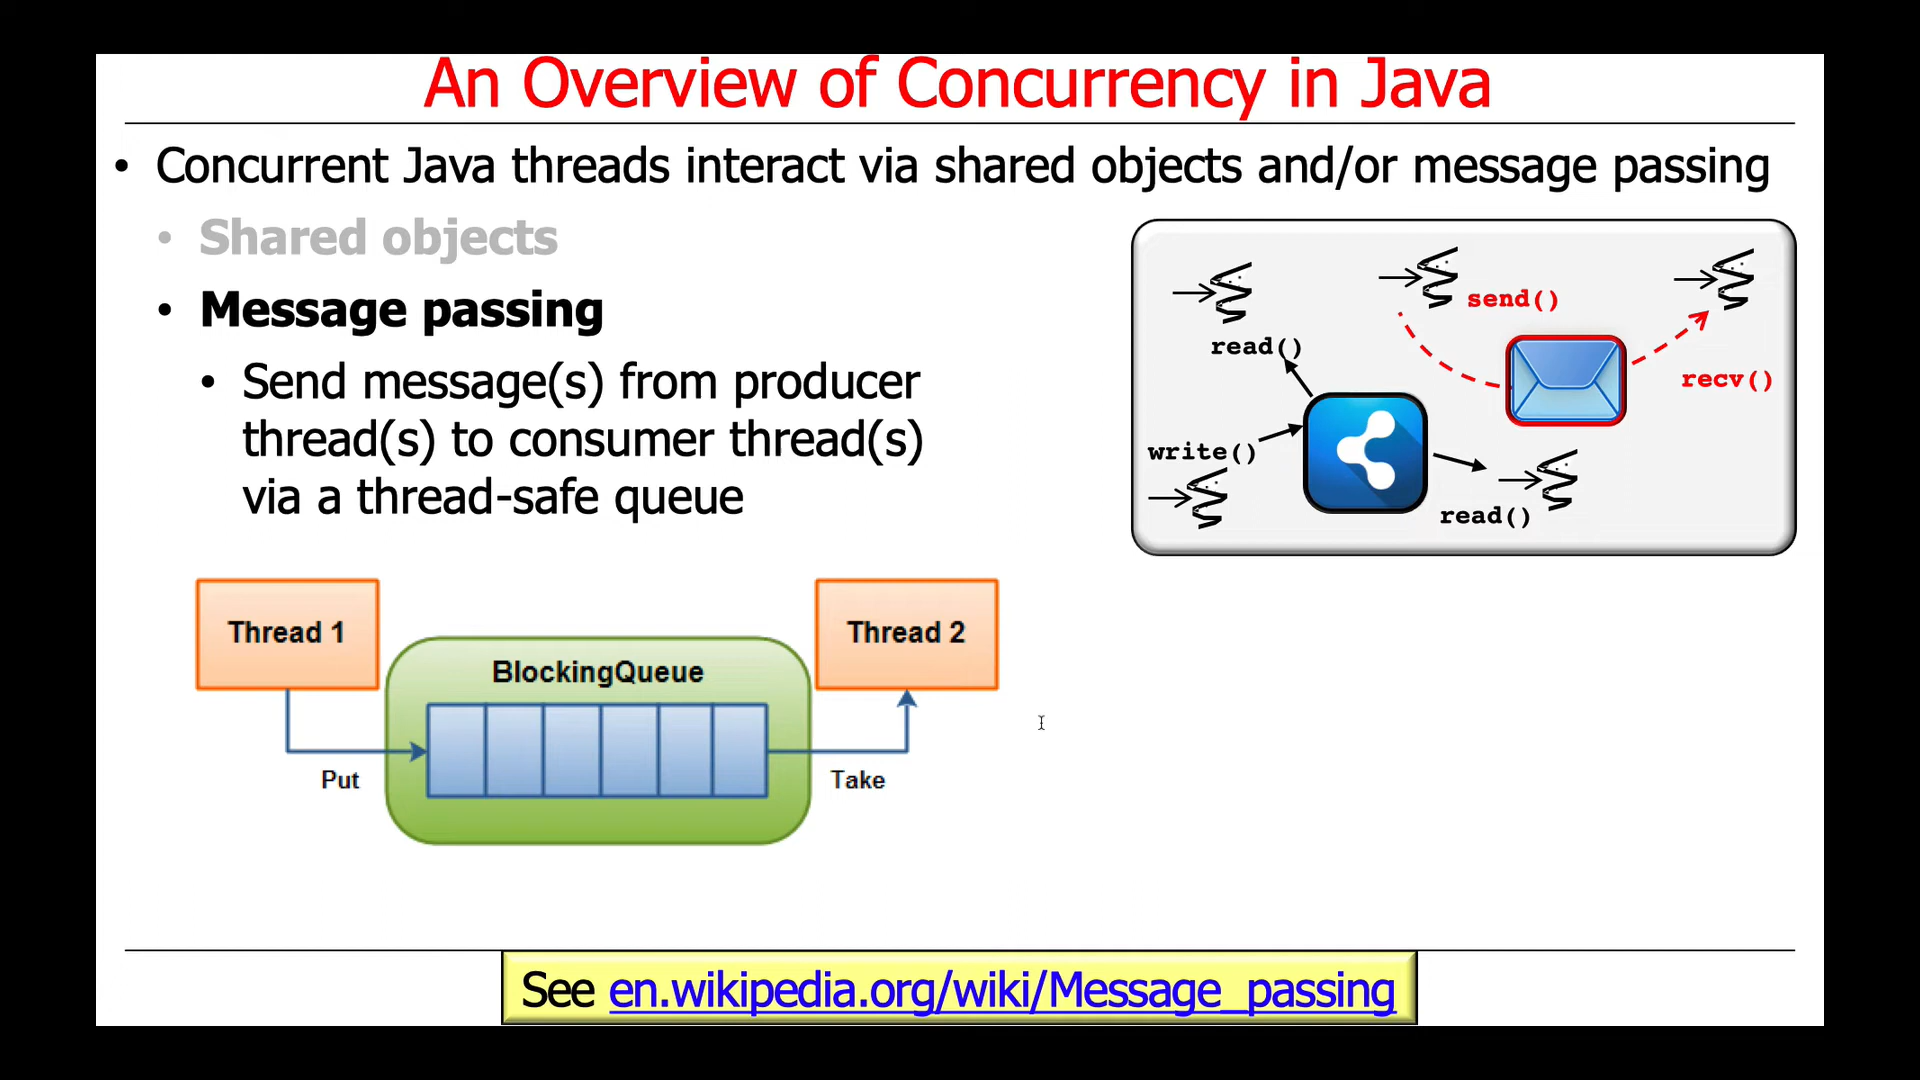 An Overview of Concurrency in Java
• Concurrent Java threads interact via shared objects and/or message passing
• Shared objects
• Message passing
• Send message(s) from producer
thread(s) to consumer thread(s)
via a thread-safe queue
send()
read()
recv()
write()
read()
Thread 1
Thread 2
BlockingQueue
Put
Take
See en.wikipedia.org/wiki/Message_passing